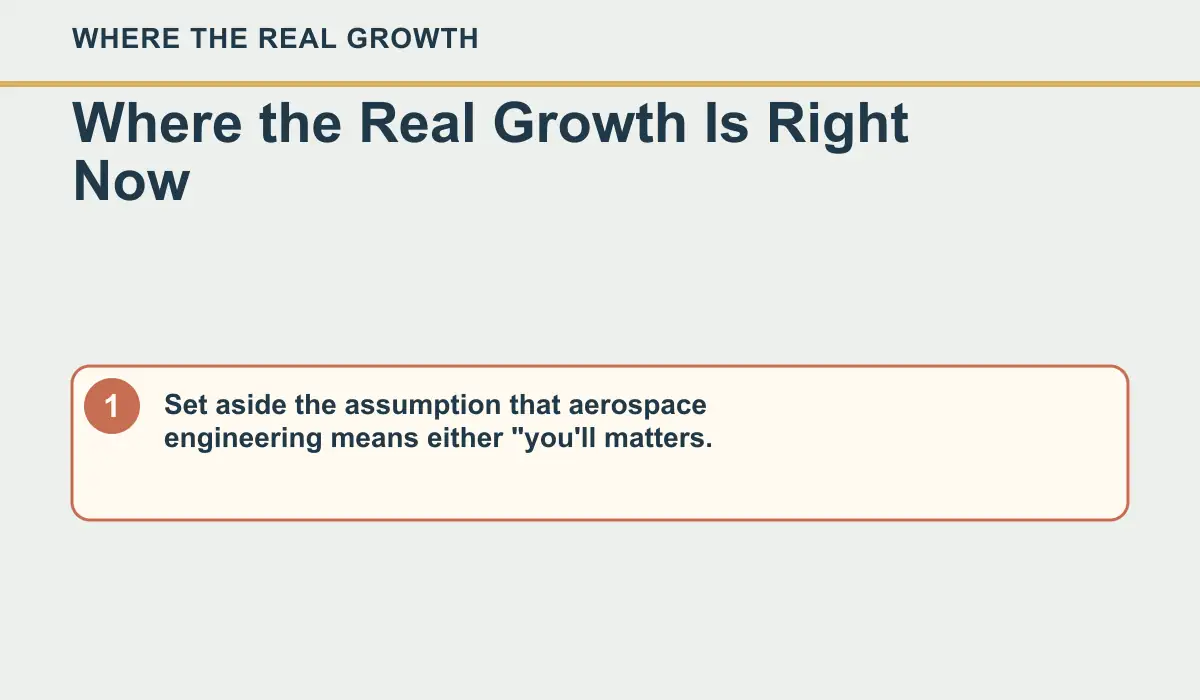 WHERE THE REAL GROWTH
Where the Real Growth Is Right
Now
1
Set aside the assumption that aerospace
engineering means either "you'll matters.